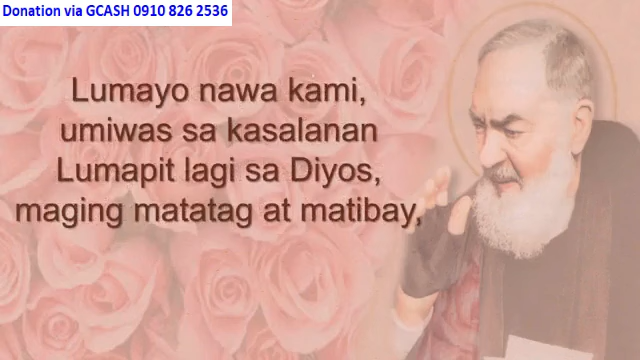 Donation via GCASH 0910 826 2536
Lumayo nawa kami,
umiwas sa kasalanan
Lumapit lagi sa Diyos,
maging matatag at matibay,